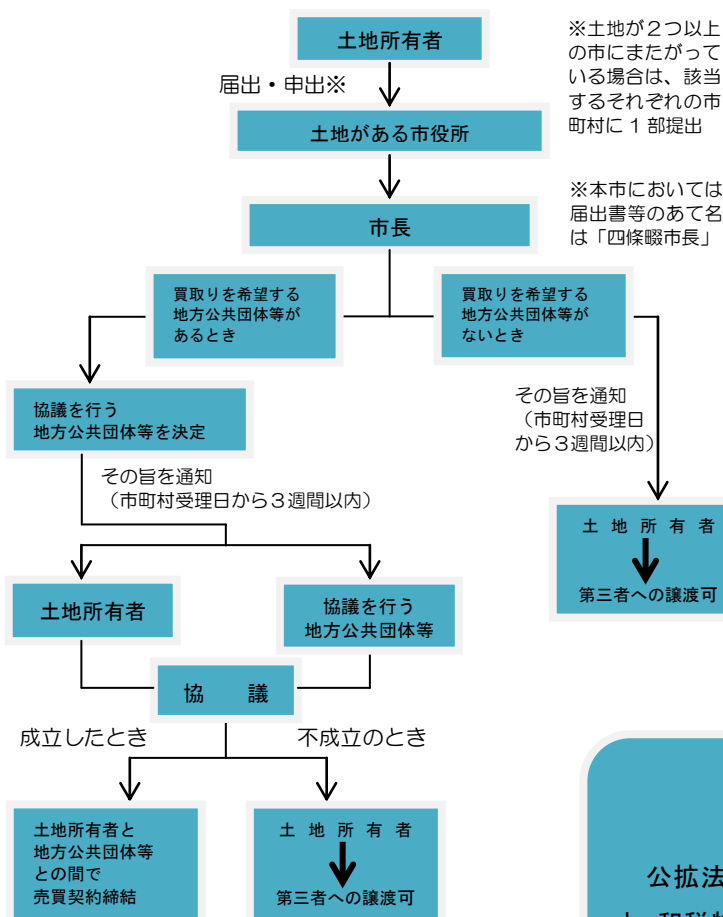 土地所有者
※土地が２つ以上
の市にまたがって
いる場合は、該当
するそれぞれの市
町村に 1 部提出
届出・申出※
土地がある市役所
※本市においては
届出書等のあて名
は「四條畷市長」
市長
買取りを希望する
地方公共団体等が
あるとき
買取りを希望する
地方公共団体等が
ないとき
協議を行う
地方公共団体等を決定
その旨を通知
（市町村受理日
から３週間以内）
その旨を通知
（市町村受理日から３週間以内）
土 地 所 有 者
第三者への譲渡可
土地所有者
協議を行う
地方公共団体等
協　議
成立したとき
不成立のとき
土地所有者と
地方公共団体等
との間で
売買契約締結
土 地 所 有 者
第三者への譲渡可
公拡法